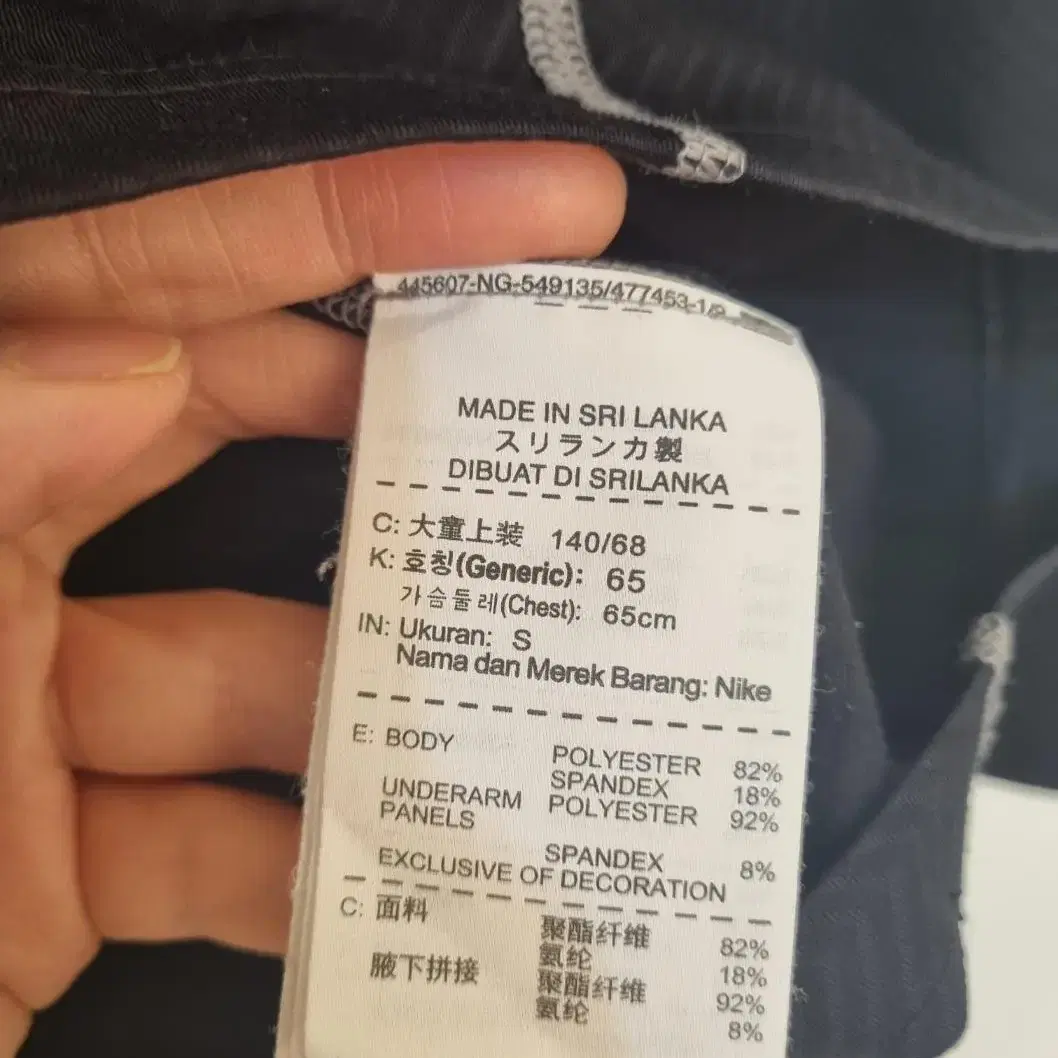 445607-NG-549135/477453-1/2
MADE IN SRI LANKA
スリランカ製
DIBUAT DI SRILANKA
C: 大童上装 140/68
K: 호칭(Generic): 65
가슴둘레(Chest): 65cm
IN: Ukuran: S
Nama dan Merek Barang: Nike
E: BODY POLYESTER 82%
SPANDEX 18%
UNDERARM PANELS POLYESTER 92%
SPANDEX 8%
EXCLUSIVE OF DECORATION
C: 面料 聚酯纤维 82%
氨纶 18%
腋下拼接 聚酯纤维 92%
氨纶 8%